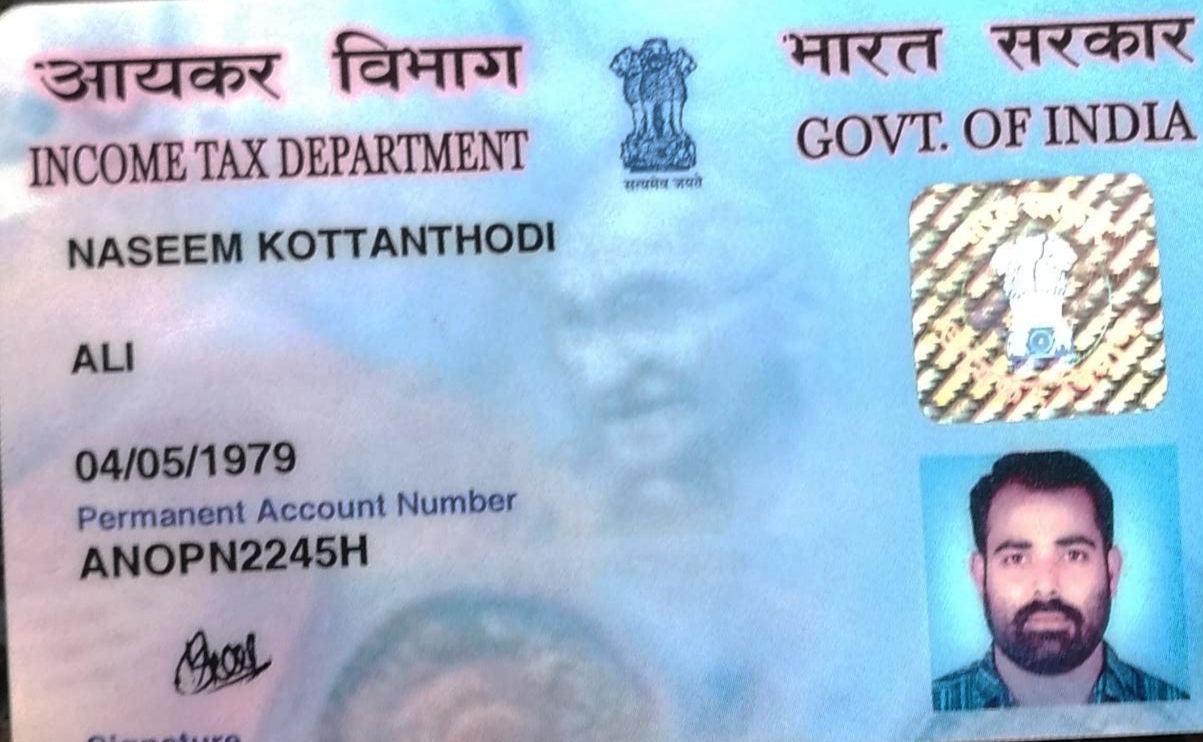 आयकर विभाग
INCOME TAX DEPARTMENT
सत्यमेव जयते
भारत सरकार
GOVT. OF INDIA
NASEEM KOTTANTHODI
ALI
04/05/1979
Permanent Account Number
ANOPN2245H
Signature